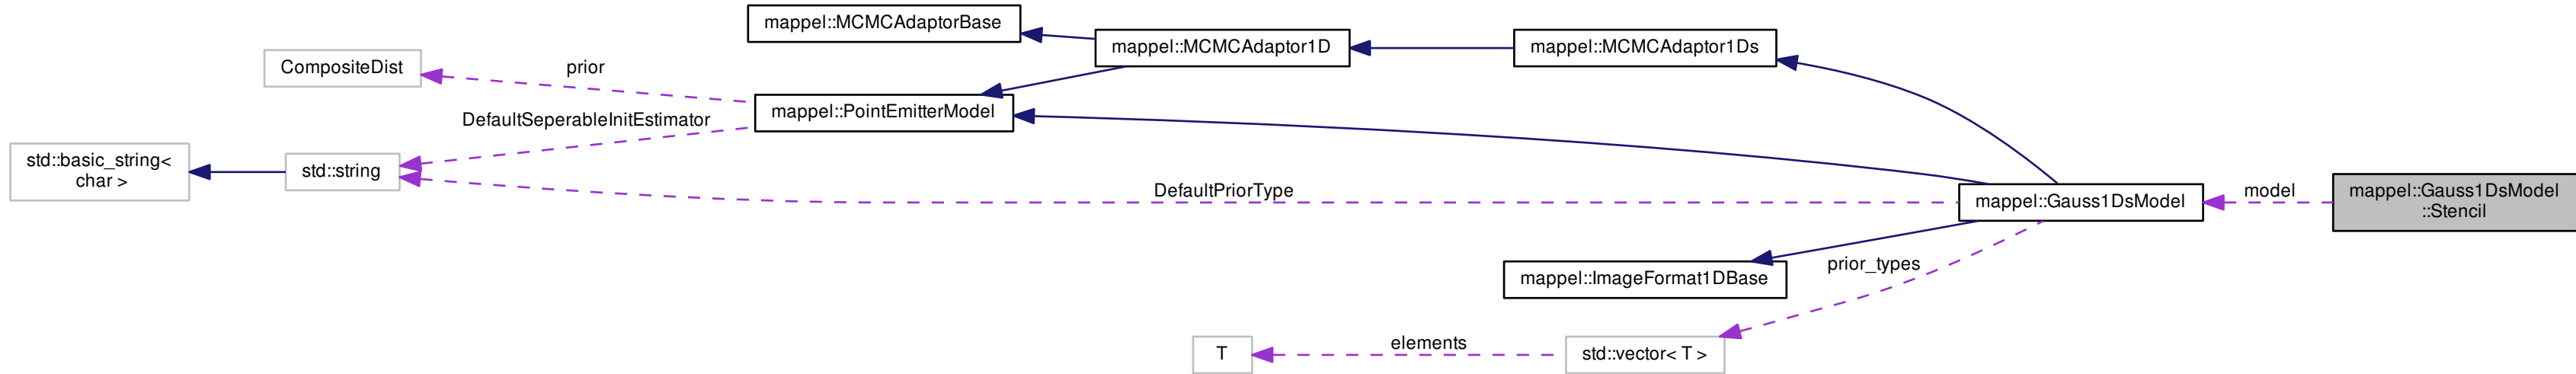 mappel::MCMCAdaptorBase
mappel::MCMCAdaptor1D
mappel::MCMCAdaptor1Ds
CompositeDist
prior
mappel::PointEmitterModel
DefaultSeperableInitEstimator
std::basic_string<
char >
std::string
DefaultPriorType
mappel::Gauss1DsModel
model
mappel::Gauss1DsModel
::Stencil
mappel::ImageFormat1DBase
prior_types
T
elements
std::vector< T >